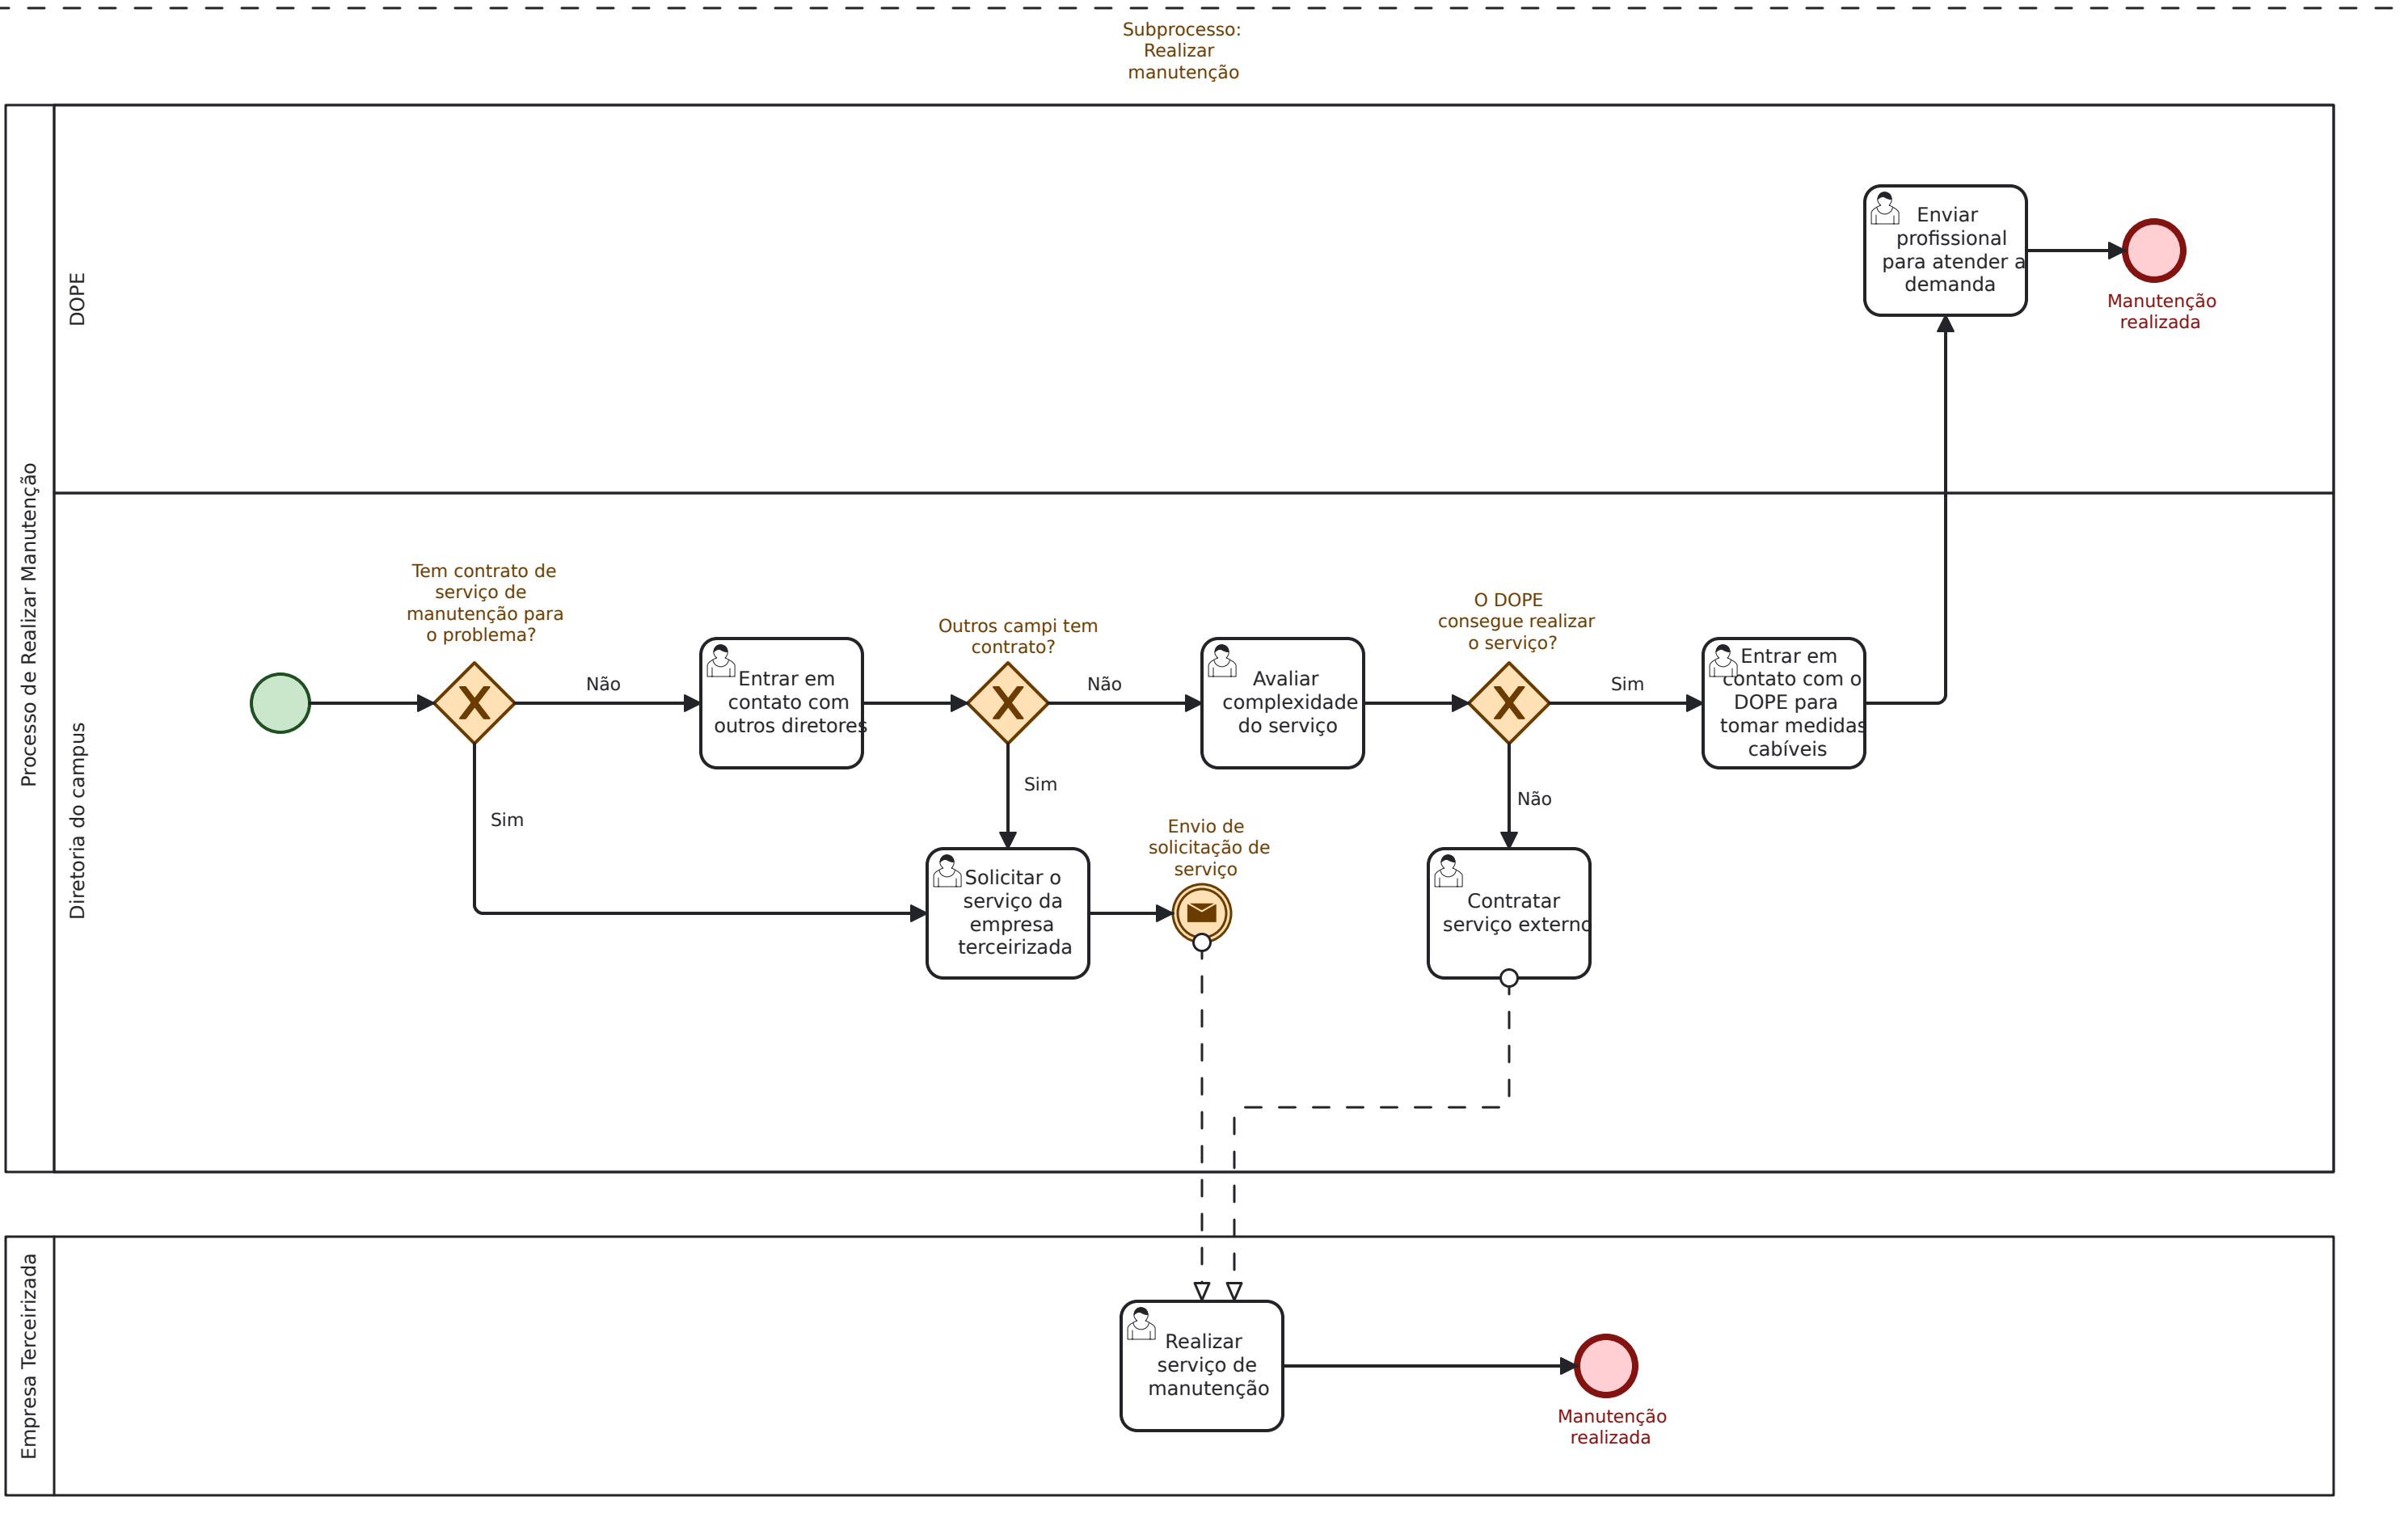 Subprocesso:
Realizar
manutenção
Processo de Realizar Manutenção
DOPE
Enviar
profissional
para atender a
demanda
Manutenção
realizada
Diretoria do campus
Tem contrato de
serviço de
manutenção para
o problema?
Não
Sim
Entrar em
contato com
outros diretores
Outros campi tem
contrato?
Não
Sim
Avaliar
complexidade
do serviço
O DOPE
consegue realizar
o serviço?
Sim
Não
Entrar em
contato com o
DOPE para
tomar medidas
cabíveis
Solicitar o
serviço da
empresa
terceirizada
Envio de
solicitação de
serviço
Contratar
serviço externo
Empresa Terceirizada
Realizar
serviço de
manutenção
Manutenção
realizada